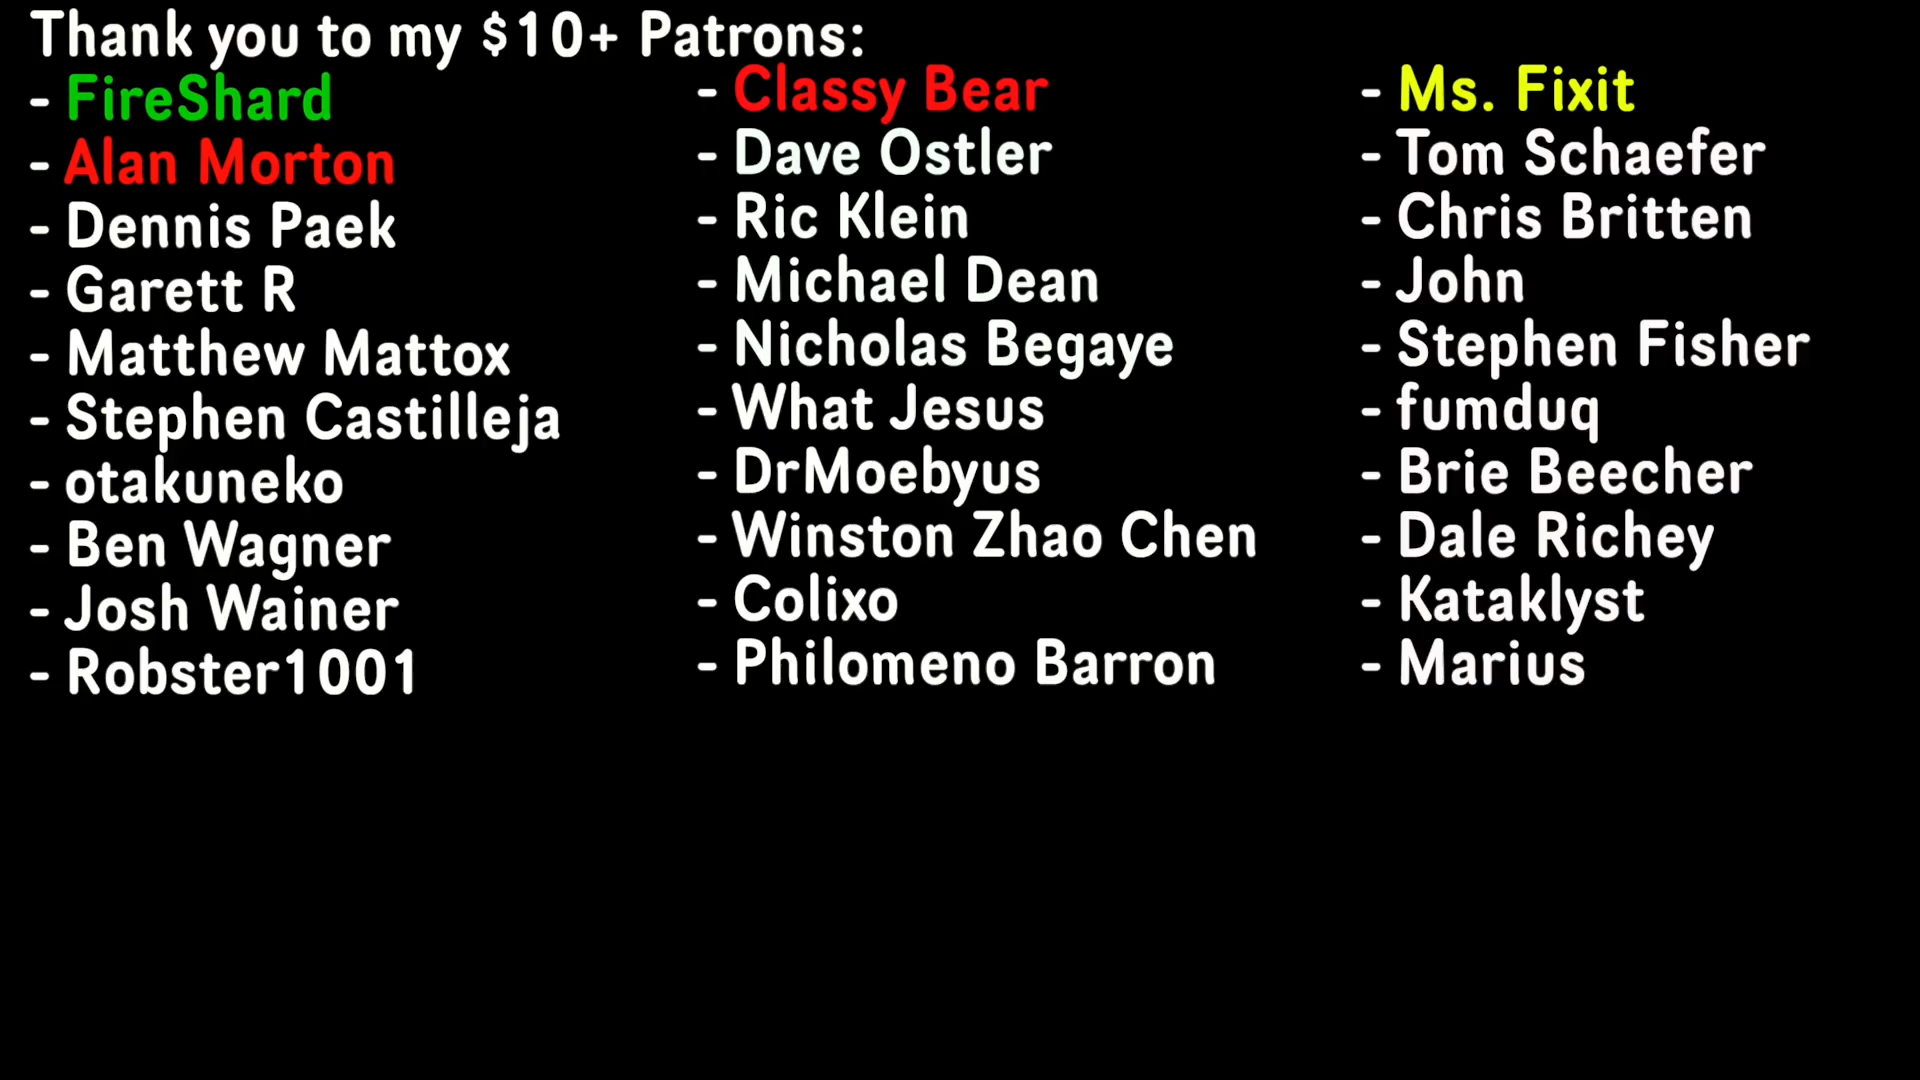 Thank you to my $10+ Patrons:
- FireShard
- Alan Morton
- Dennis Paek
- Garett R
- Matthew Mattox
- Stephen Castilleja
- otakuneko
- Ben Wagner
- Josh Wainer
- Robster1001
- Classy Bear
- Dave Ostler
- Ric Klein
- Michael Dean
- Nicholas Begaye
- What Jesus
- DrMoebyus
- Winston Zhao Chen
- Colixo
- Philomeno Barron
- Ms. Fixit
- Tom Schaefer
- Chris Britten
- John
- Stephen Fisher
- fumduq
- Brie Beecher
- Dale Richey
- Kataklyst
- Marius